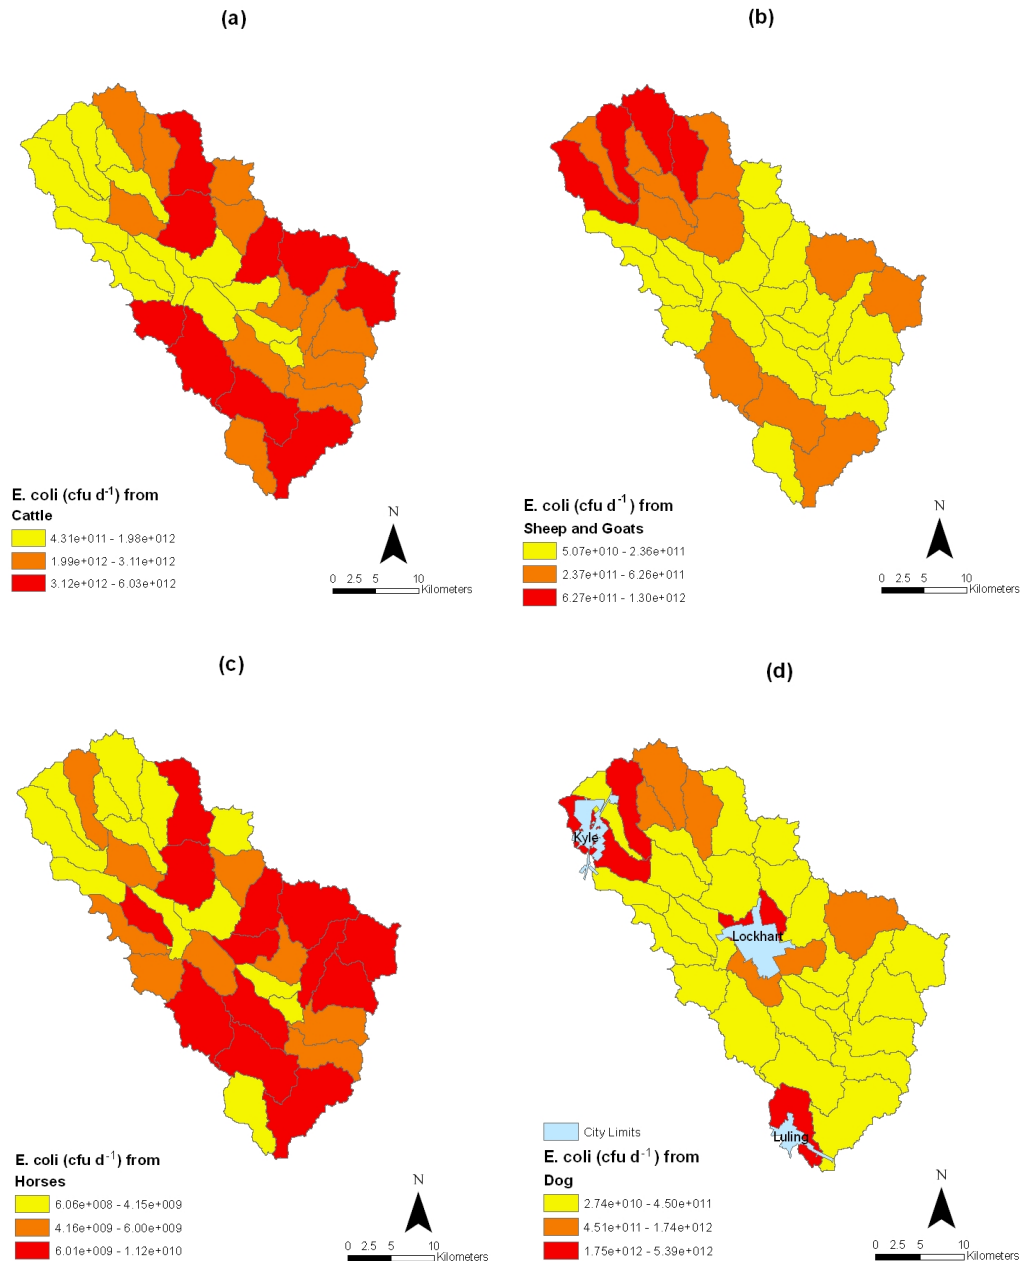 (a)
E. coli (cfu d-1) from
Cattle
4.31e+011 - 1.98e+012
1.99e+012 - 3.11e+012
3.12e+012 - 6.03e+012
N
0 2.5 5 10
Kilometers
(b)
E. coli (cfu d-1) from
Sheep and Goats
5.07e+010 - 2.36e+011
2.37e+011 - 6.26e+011
6.27e+011 - 1.30e+012
N
0 2.5 5 10
Kilometers
(c)
E. coli (cfu d-1) from
Horses
6.06e+008 - 4.15e+009
4.16e+009 - 6.00e+009
6.01e+009 - 1.12e+010
N
0 2.5 5 10
Kilometers
(d)
Kyle
Lockhart
Luling
City Limits
E. coli (cfu d-1) from
Dog
2.74e+010 - 4.50e+011
4.51e+011 - 1.74e+012
1.75e+012 - 5.39e+012
N
0 2.5 5 10
Kilometers